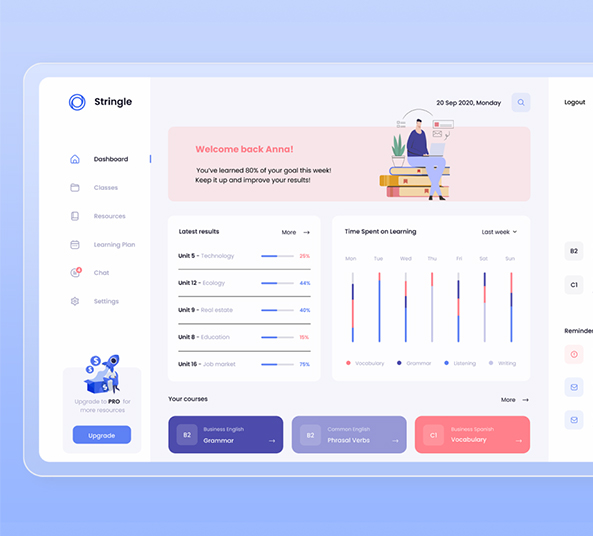 Stringle
20 Sep 2020, Monday
Logout
Dashboard
Classes
Resources
Learning Plan
4
Chat
Settings
$
$
Upgrade to PRO for
more resources
Upgrade
Welcome back Anna!
You've learned 80% of your goal this week!
Keep it up and improve your results!
Latest results
More →
Unit 5 - Technology 25%
Unit 12 - Ecology 44%
Unit 9 - Real estate 40%
Unit 8 - Education 15%
Unit 16 - Job market 75%
Time Spent on Learning
Last week
Mon Tue Wed Thu Fri Sat Sun
Vocabulary Grammar Listening Writing
Your courses
More →
B2
Business English
Grammar →
B2
Common English
Phrasal Verbs →
C1
Business Spanish
Vocabulary →
B2
C1
Reminder